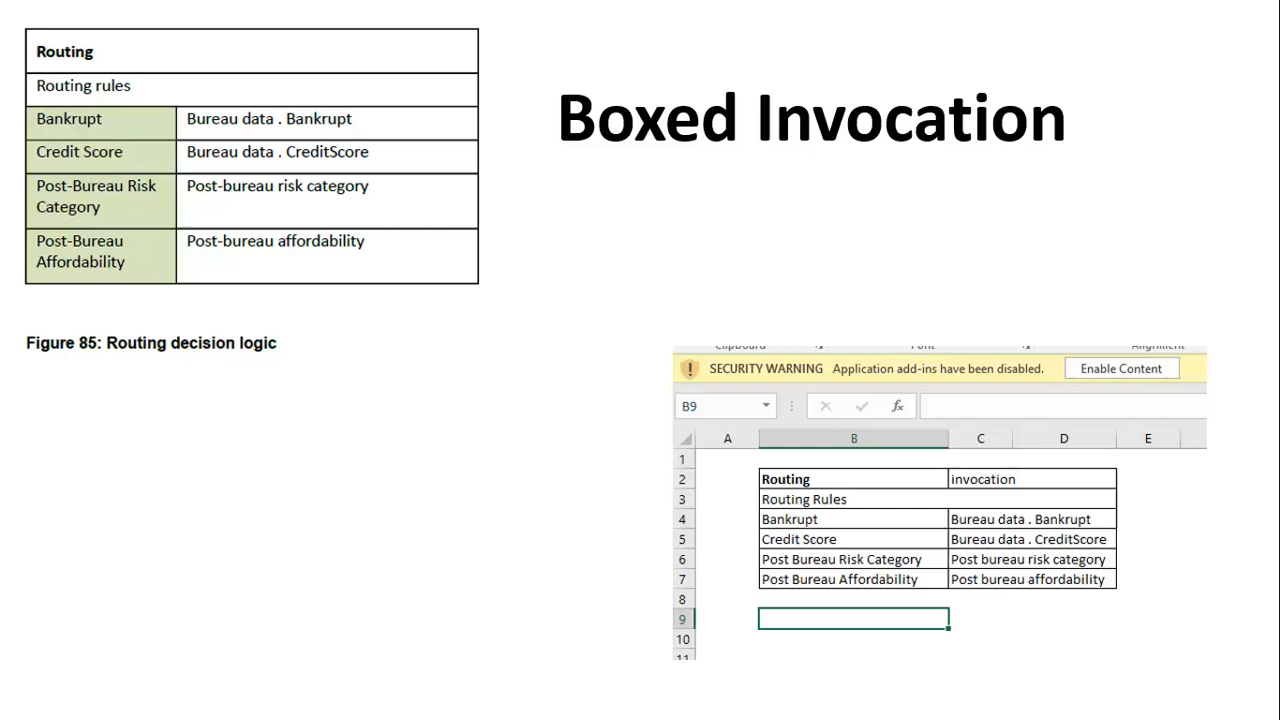 Routing
Routing rules
Bankrupt Bureau data . Bankrupt
Credit Score Bureau data . CreditScore
Post-Bureau Risk Post-bureau risk category
Category
Post-Bureau Post-bureau affordability
Affordability
Figure 85: Routing decision logic
Boxed Invocation
Clipboard Font Alignment
SECURITY WARNING Application add-ins have been disabled. Enable Content
B9 fx
A B C D E
1
2 Routing invocation
3 Routing Rules
4 Bankrupt Bureau data . Bankrupt
5 Credit Score Bureau data . CreditScore
6 Post Bureau Risk Category Post bureau risk category
7 Post Bureau Affordability Post bureau affordability
8
9
10
11